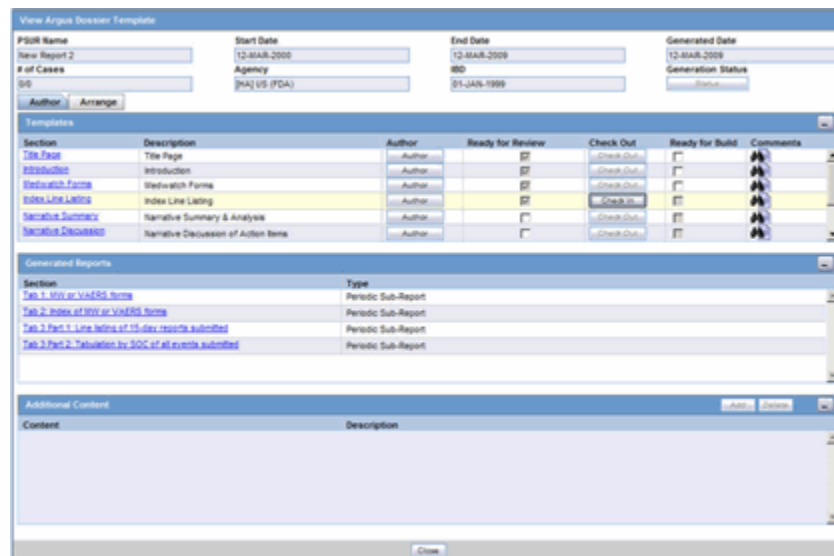 View Argus Dossier Template
PSUR Name Start Date End Date Generated Date
New Report 2 12-MAR-2000 12-MAR-2009 12-MAR-2009
# of Cases Agency IBD Generation Status
0/0 [HA] US (FDA) 01-JAN-1999 Status
Author Arrange
Templates
Section Description Author Ready for Review Check Out Ready for Build Comments
Title Page Title Page Author Check Out
Introduction Introduction Author Check Out
Medwatch Forms Medwatch Forms Author Check Out
Index Line Listing Index Line Listing Author Check In
Narrative Summary Narrative Summary & Analysis Author Check Out
Narrative Discussion Narrative Discussion of Action Items Author Check Out
Generated Reports
Section Type
Tab 1: MW or VAERS forms Periodic Sub-Report
Tab 2: Index of MW or VAERS forms Periodic Sub-Report
Tab 3 Part 1: Line listing of 15-day reports submitted Periodic Sub-Report
Tab 3 Part 2: Tabulation by SOC of all events submitted Periodic Sub-Report
Additional Content Add Delete
Content Description
Close